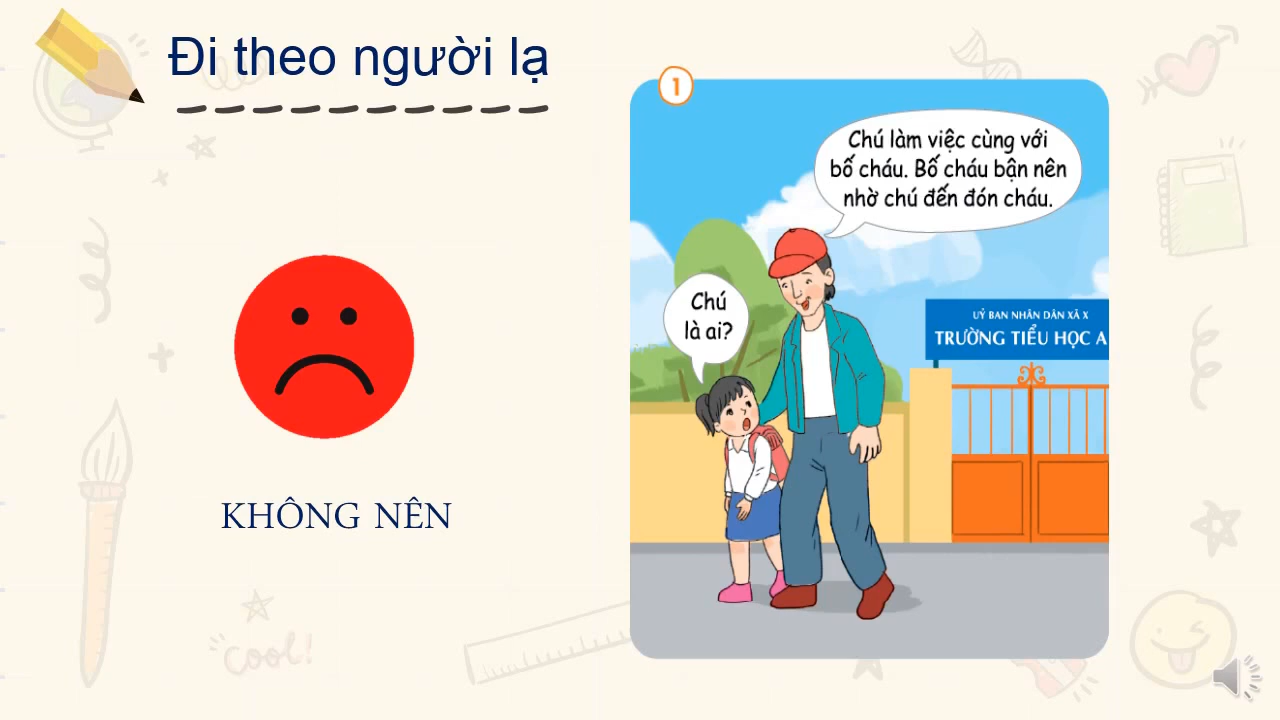 Đi theo người lạ
KHÔNG NÊN
1
Chú làm việc cùng với
bố cháu. Bố cháu bận nên
nhờ chú đến đón cháu.
Chú
là ai?
UỶ BAN NHÂN DÂN XÃ X
TRƯỜNG TIỂU HỌC A
cool!